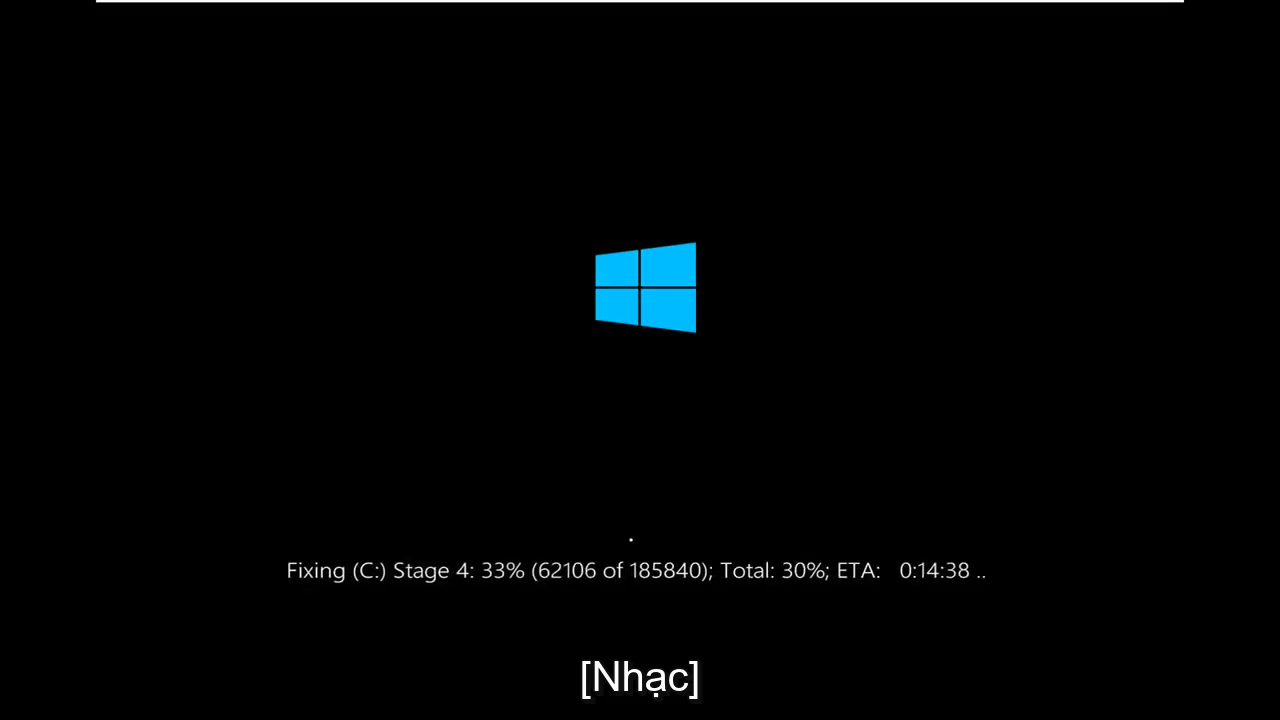 Fixing (C:) Stage 4: 33% (62106 of 185840); Total: 30%; ETA:   0:14:38 ..
[Nhạc]